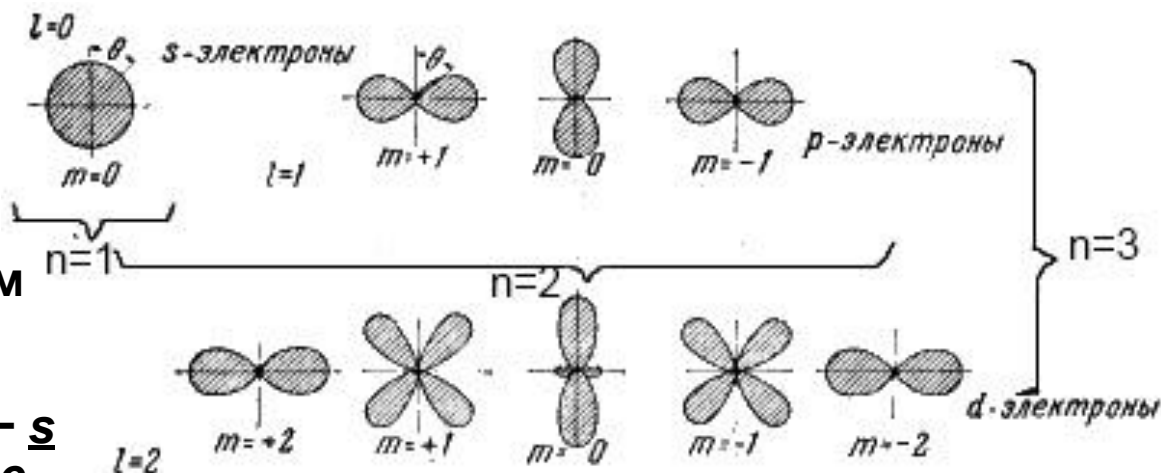 l=0
θ
s-электроны
θ
m=0
l=1
m=+1
m=0
m=-1
p-электроны
n=1
м
n=2
n=3
m=+2
m=+1
m=0
m=-1
m=-2
d-электроны
– s
l=2